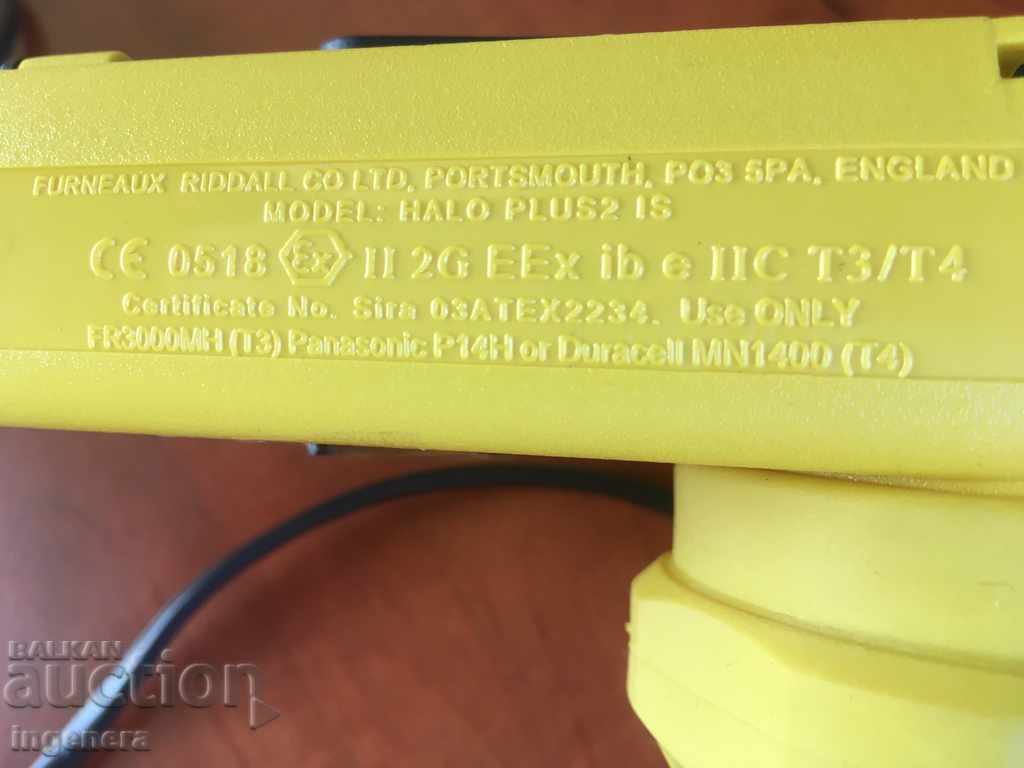 FURNEAUX RIDDALL CO LTD, PORTSMOUTH, PO3 5PA, ENGLAND
MODEL: HALO PLUS2 IS
CE 0518 Ex II 2G EEx ib e IIC T3/T4
Certificate No. Sira 03ATEX2234. Use ONLY
FR3000MH (T3) Panasonic P14H or Duracell MN1400 (T4)
BALKAN
auction
ingenera